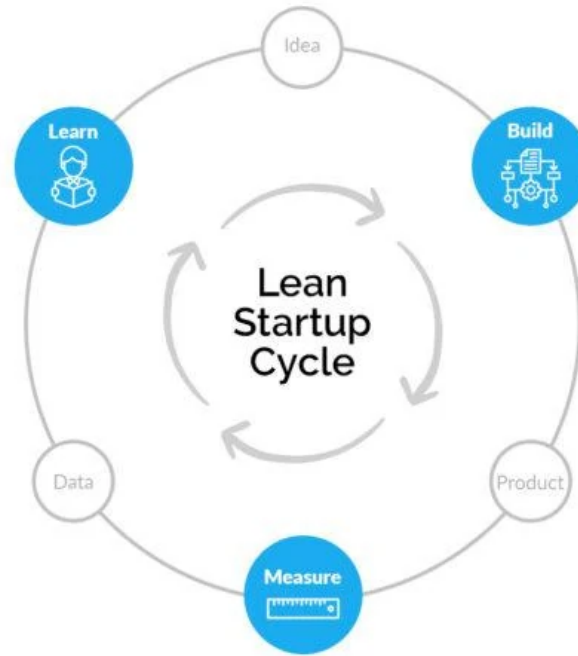 Idea
Learn
Build
Lean
Startup
Cycle
Data
Product
Measure